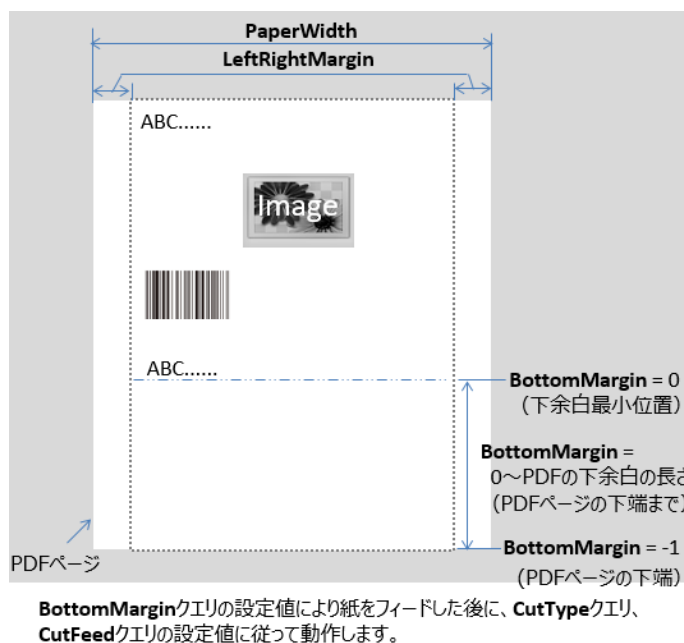 PaperWidth
LeftRightMargin
ABC......
Image
ABC......
BottomMargin = 0
(下余白最小位置)
BottomMargin =
0～PDFの下余白の長さ
(PDFページの下端まで)
BottomMargin = -1
(PDFページの下端)
PDFページ
BottomMarginクエリの設定値により紙をフィードした後に、CutTypeクエリ、
CutFeedクエリの設定値に従って動作します。